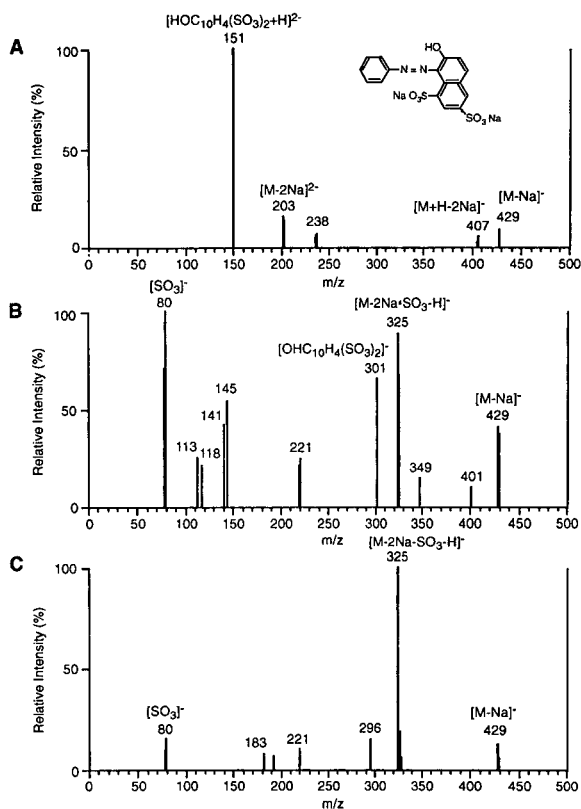 A
[HOC10H4(SO3)2+H]2-
151
HO
N = N
Na O3S
SO3 Na
[M-2Na]2-
203
238
[M+H-2Na]-
407
[M-Na]-
429
Relative Intensity (%)
100
50
0
0 50 100 150 200 250 300 350 400 450 500
m/z
B
[SO3]-
80
113
118
141
145
221
[OHC10H4(SO3)2]-
301
[M-2Na•SO3-H]-
325
349
401
[M-Na]-
429
Relative Intensity (%)
100
50
0
0 50 100 150 200 250 300 350 400 450 500
m/z
C
[M-2Na-SO3-H]-
325
[SO3]-
80
183
221
296
[M-Na]-
429
Relative Intensity (%)
100
50
0
0 50 100 150 200 250 300 350 400 450 500
m/z